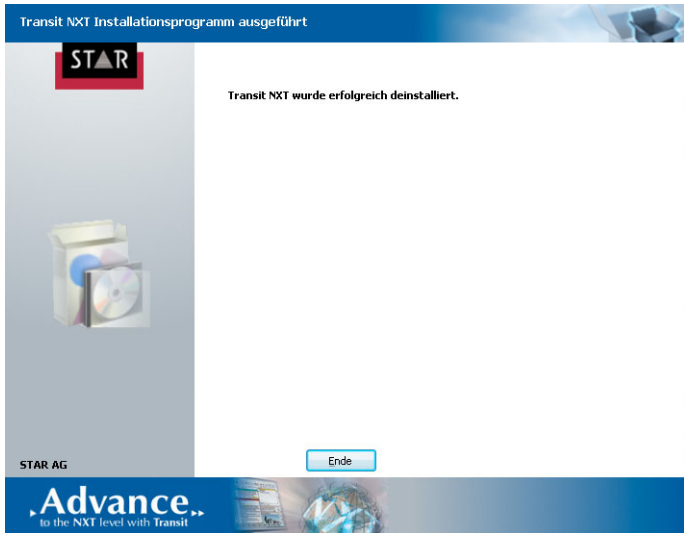 Transit NXT Installationsprogramm ausgeführt
STAR
Transit NXT wurde erfolgreich deinstalliert.
STAR AG
Ende
Advance
to the NXT level with Transit